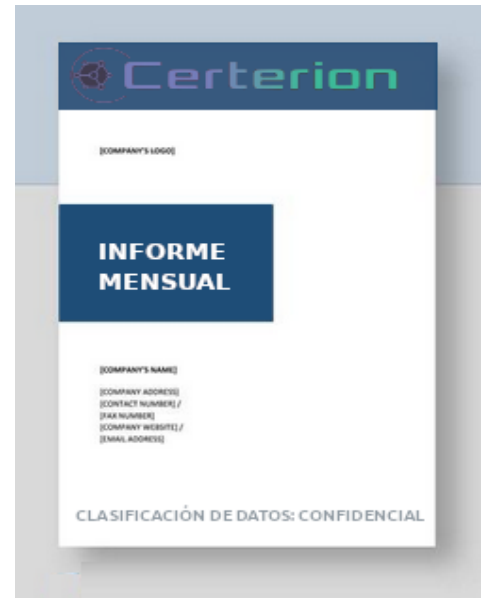 Certerion
[COMPANY'S LOGO]
INFORME
MENSUAL
[COMPANY'S NAME]
[COMPANY ADDRESS]
[CONTACT NUMBER] /
[FAX NUMBER]
[COMPANY WEBSITE] /
[EMAIL ADDRESS]
CLASIFICACIÓN DE DATOS: CONFIDENCIAL